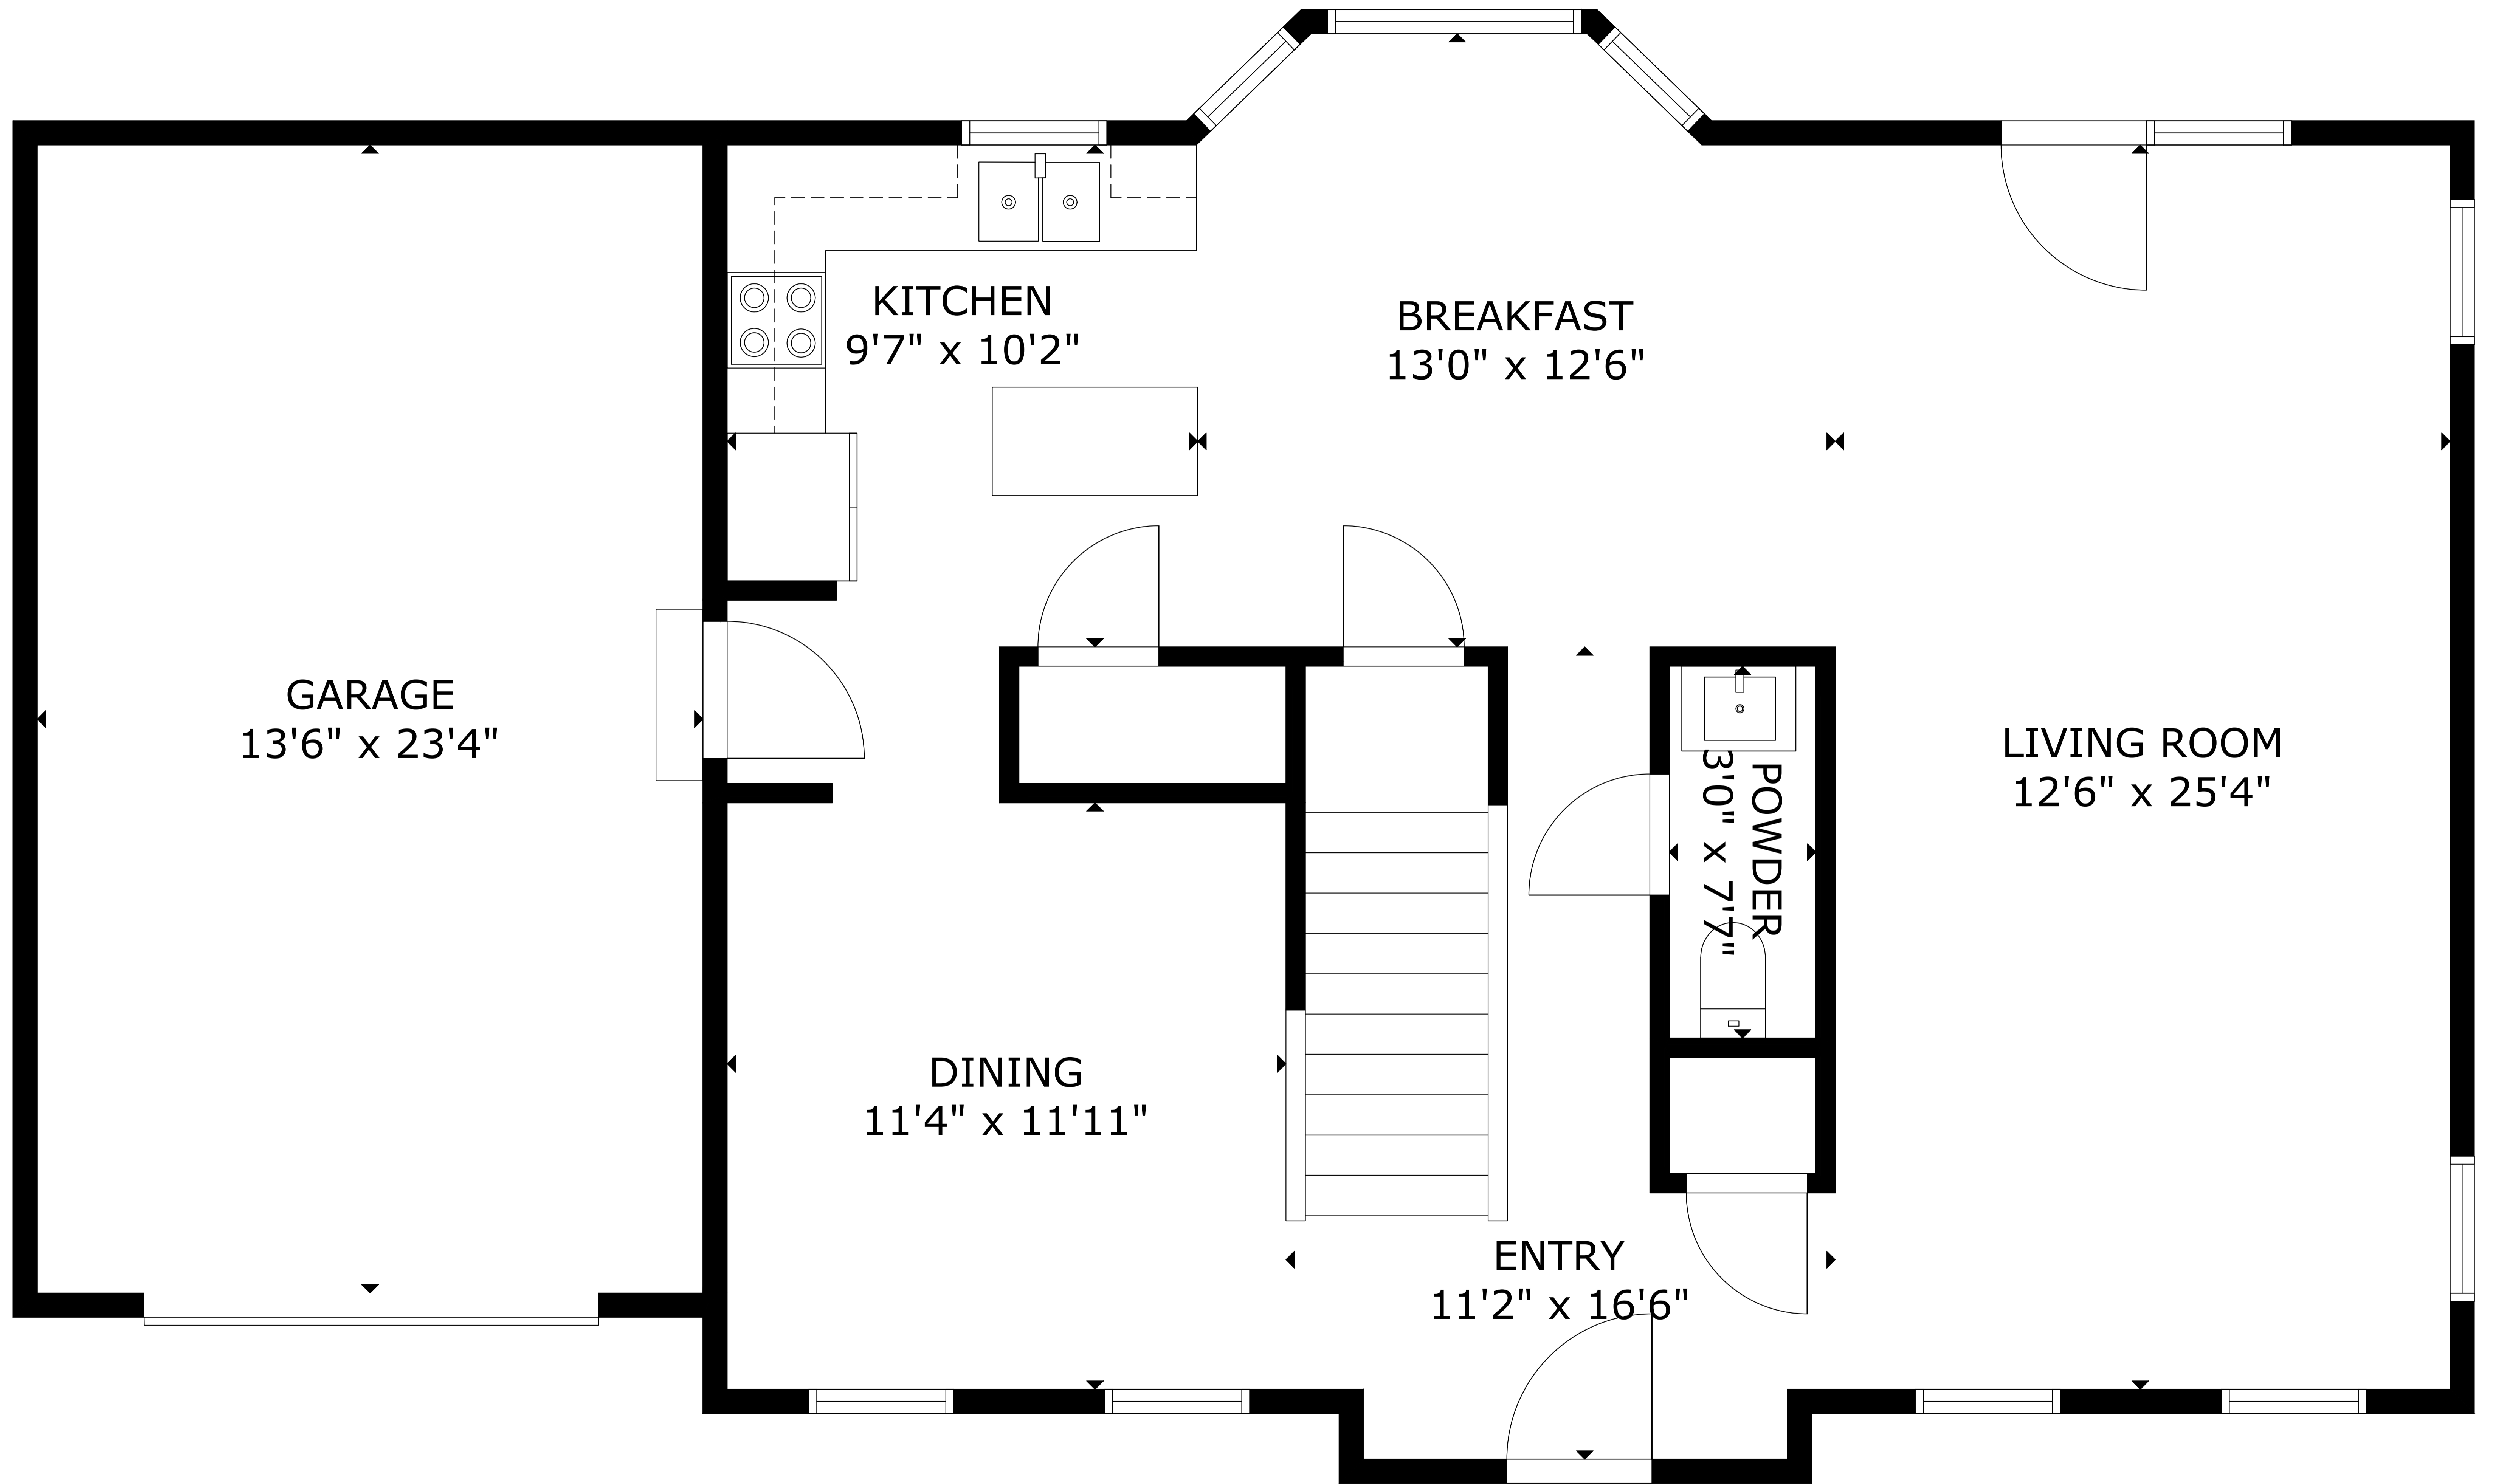 KITCHEN
9'7" x 10'2"
BREAKFAST
13'0" x 12'6"
GARAGE
13'6" x 23'4"
LIVING ROOM
12'6" x 25'4"
POWDER
3'0" x 7'7"
DINING
11'4" x 11'11"
ENTRY
11'2" x 16'6"